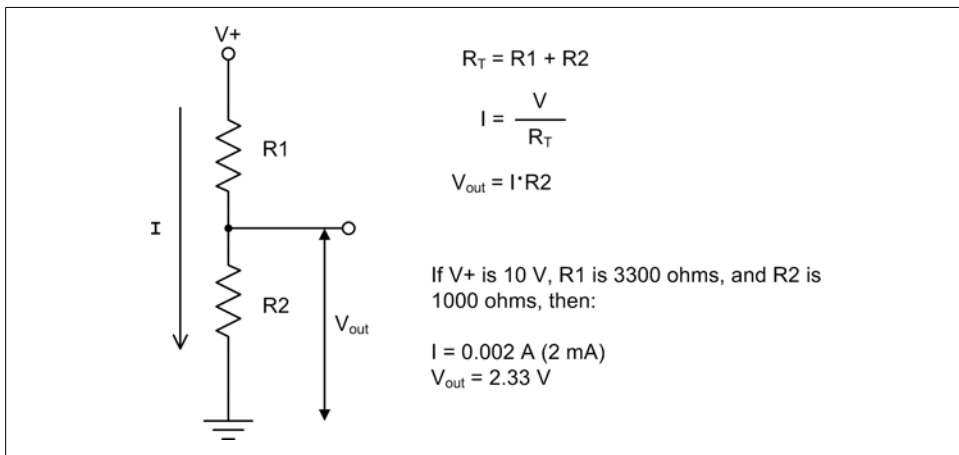 V+
R1
I
R2
Vout
RT = R1 + R2
I = V
RT
Vout = I·R2
If V+ is 10 V, R1 is 3300 ohms, and R2 is
1000 ohms, then:
I = 0.002 A (2 mA)
Vout = 2.33 V